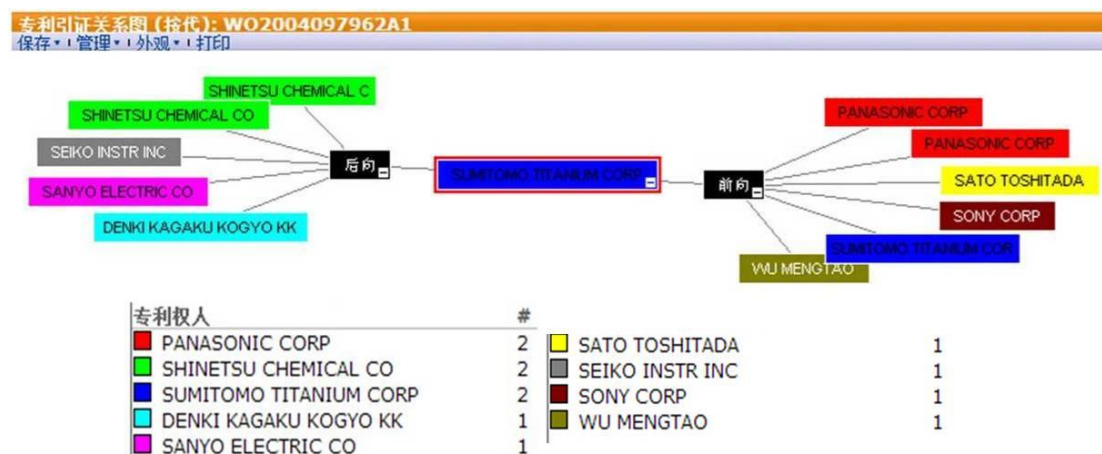 专利引证关系图 (按代): WO2004097962A1
保存 管理 外观 打印
SHINETSU CHEMICAL C
SHINETSU CHEMICAL CO
SEIKO INSTR INC
SANYO ELECTRIC CO
DENKI KAGAKU KOGYO KK
后向
SUMITOMO TITANIUM CORP
前向
PANASONIC CORP
PANASONIC CORP
SATO TOSHITADA
SONY CORP
SUMITOMO TITANIUM COR
WU MENGTAO
专利权人 #
PANASONIC CORP 2
SHINETSU CHEMICAL CO 2
SUMITOMO TITANIUM CORP 2
DENKI KAGAKU KOGYO KK 1
SANYO ELECTRIC CO 1
SATO TOSHITADA 1
SEIKO INSTR INC 1
SONY CORP 1
WU MENGTAO 1